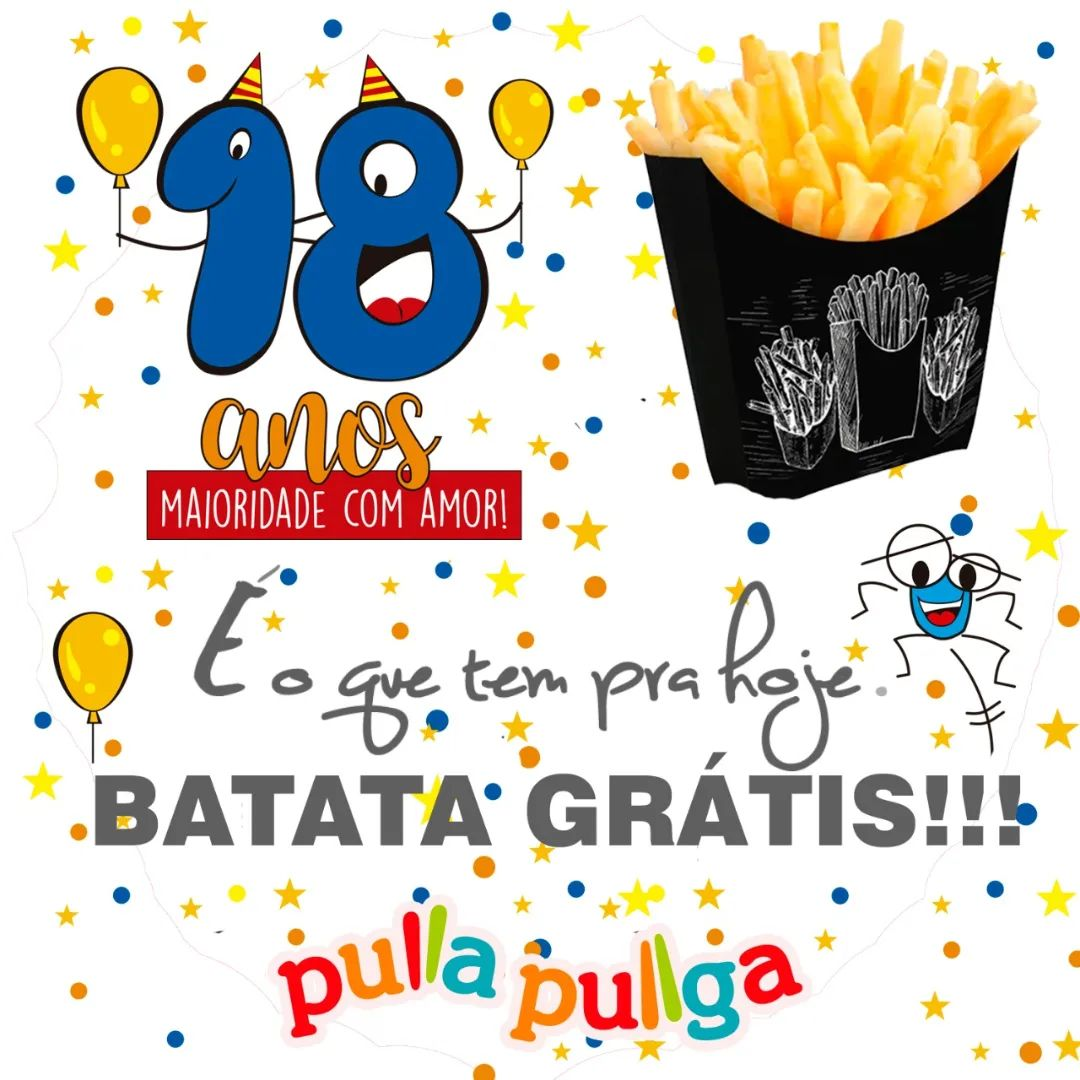 18
anos
MAIORIDADE COM AMOR!
É o que tem pra hoje.
BATATA GRÁTIS!!!
pulla pullga